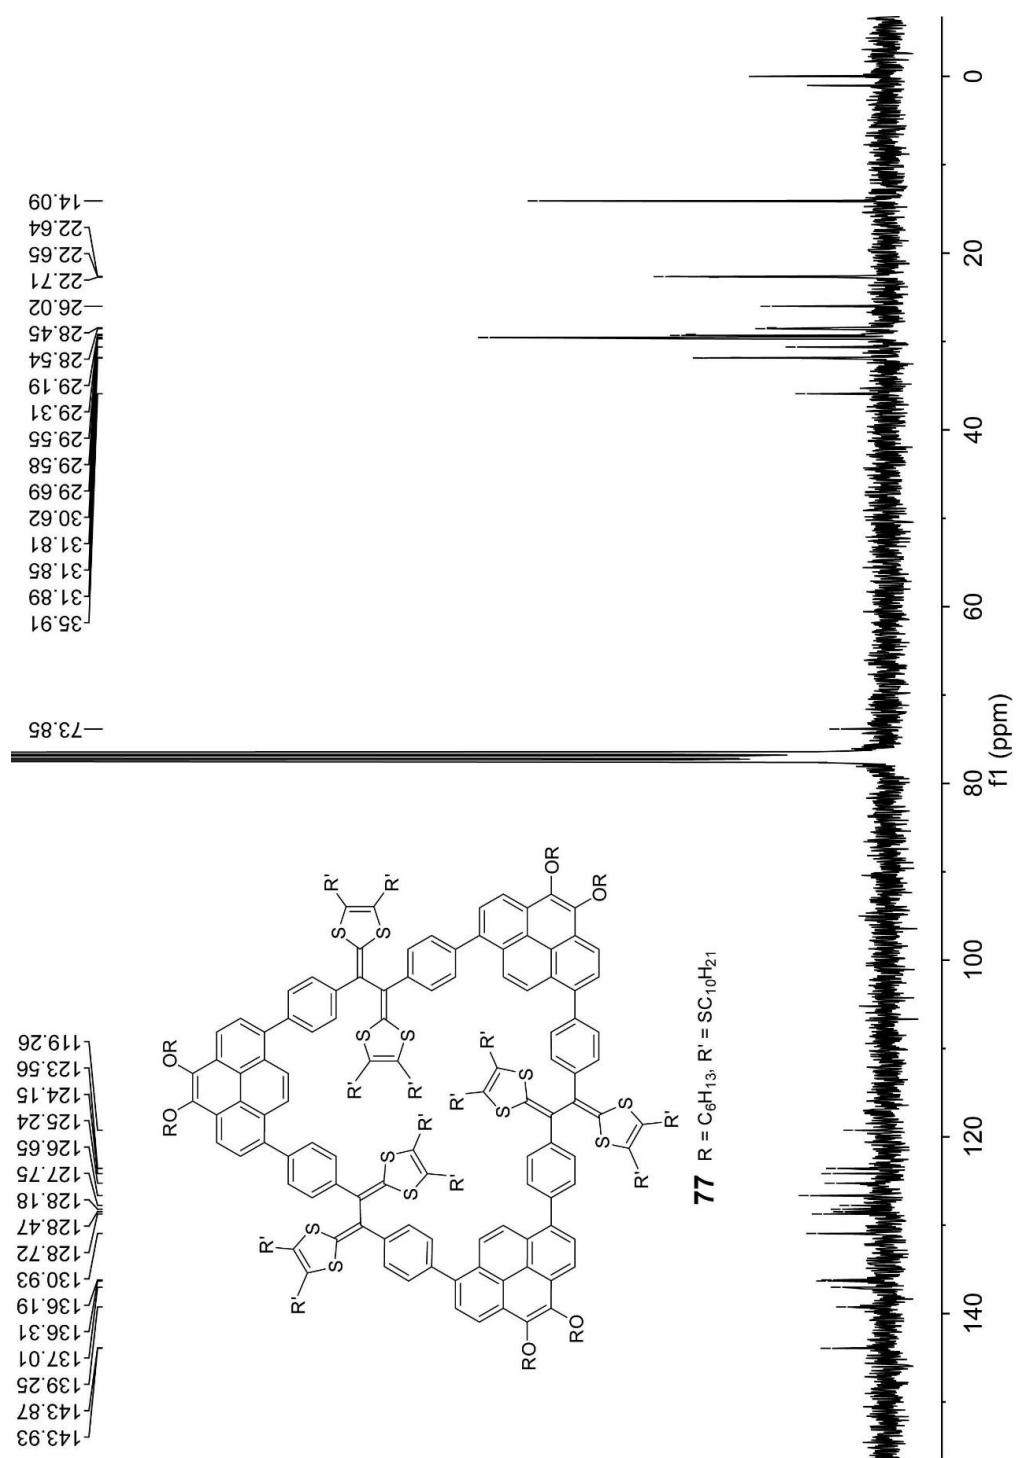 143.93
143.87
139.25
137.01
136.31
136.19
130.93
128.72
128.47
128.18
127.75
126.65
125.24
124.15
123.56
119.26
73.85
35.91
31.89
31.85
31.81
30.62
29.69
29.58
29.55
29.31
29.19
28.54
28.45
26.02
22.71
22.65
22.64
14.09
RO
OR
R'
R'
S
S
S
S
R'
R'
R'
R'
S
S
S
S
R'
R'
R'
R'
S
S
S
S
R'
R'
OR
OR
RO
RO
77 R = C6H13, R' = SC10H21
140
120
100
80
60
40
20
0
f1 (ppm)